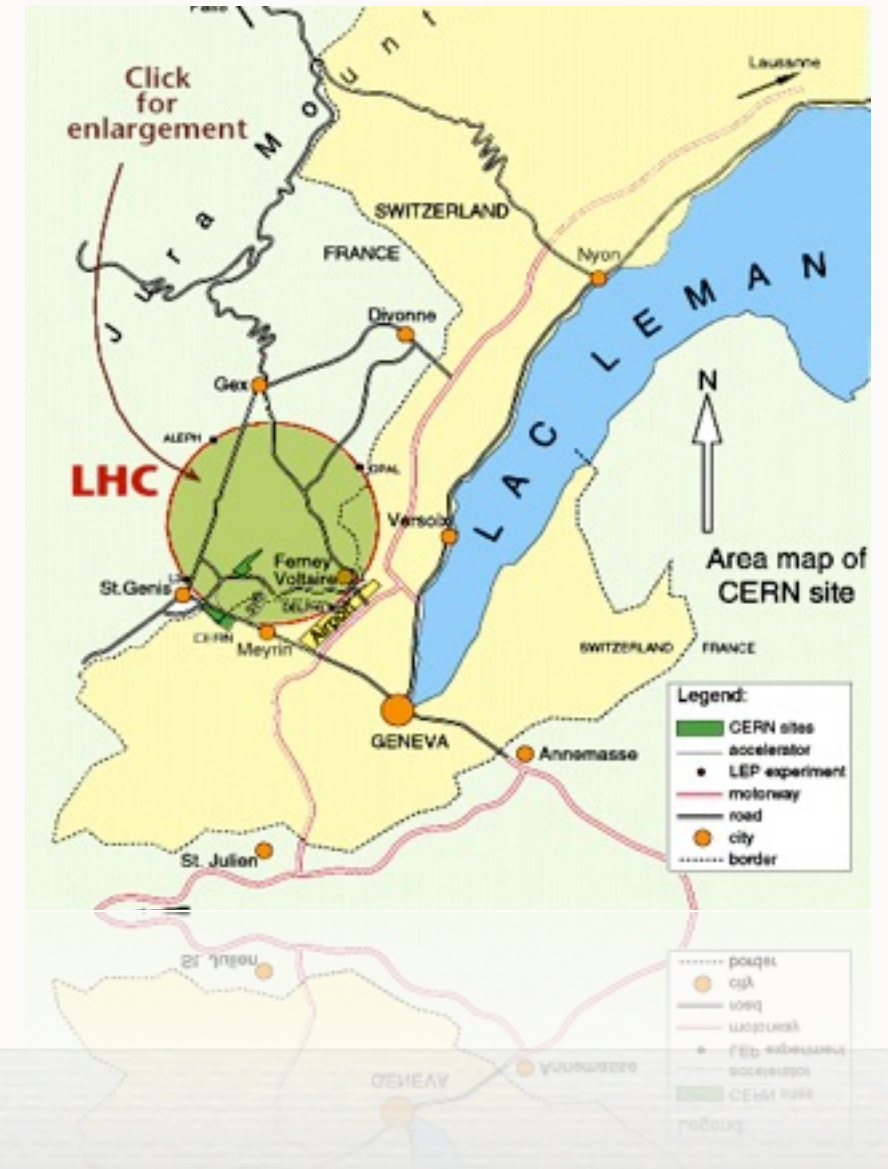 Lausanne
Click
for
enlargement
J u r a M o u n t
SWITZERLAND
FRANCE
Nyon
LAC LEMAN
Divonne
Gex
N
ALEPH
OPAL
LHC
Versoix
Area map of
CERN site
Ferney
Voltaire
St.Genis
DELPHI
Airport
CERN
Meyrin
SWITZERLAND FRANCE
GENEVA
Annemasse
St. Julien
Legend:
CERN sites
accelerator
LEP experiment
motorway
road
city
border